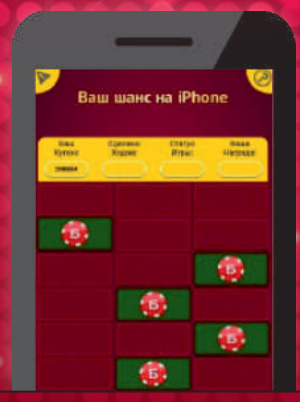 Ваш шанс на iPhone
Ваш
Купон:
Сделано
Ходов:
Статус
Игры:
Ваша
Награда:
Б
Б
Б
Б
Б